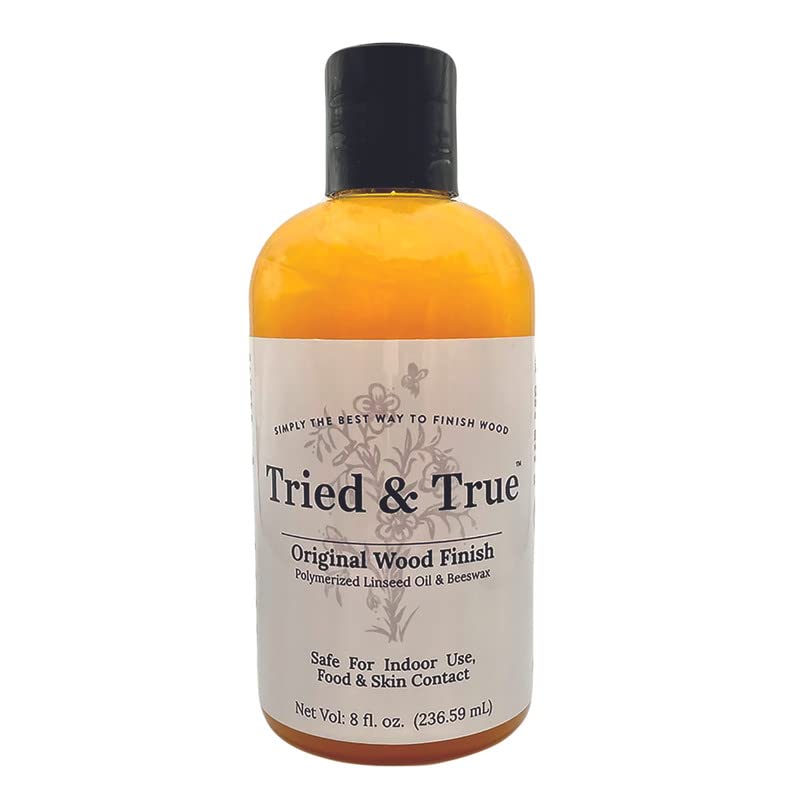 SIMPLY THE BEST WAY TO FINISH WOOD
Tried & True™
Original Wood Finish
Polymerized Linseed Oil & Beeswax
Safe For Indoor Use,
Food & Skin Contact
Net Vol: 8 fl. oz. (236.59 mL)